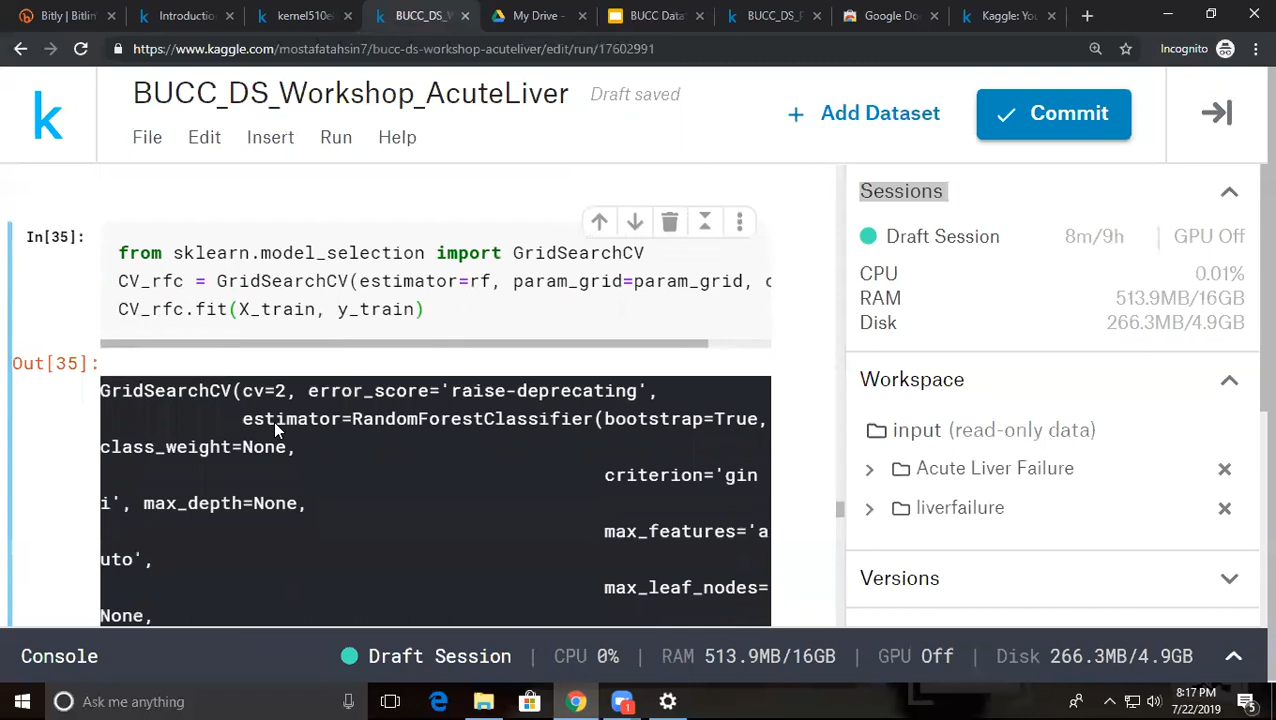 Bitly | Bitlin
Introduction
kernel510e
BUCC_DS_W
My Drive -
BUCC Data
BUCC_DS_F
Google Do
Kaggle: You
https://www.kaggle.com/mostafatahsin7/bucc-ds-workshop-acuteliver/edit/run/17602991
Incognito
k
BUCC_DS_Workshop_AcuteLiver
Draft saved
File Edit Insert Run Help
+ Add Dataset
Commit
In[35]:
from sklearn.model_selection import GridSearchCV
CV_rfc = GridSearchCV(estimator=rf, param_grid=param_grid, c
CV_rfc.fit(X_train, y_train)
Out[35]:
GridSearchCV(cv=2, error_score='raise-deprecating',
estimator=RandomForestClassifier(bootstrap=True,
class_weight=None,
criterion='gin
i', max_depth=None,
max_features='a
uto',
max_leaf_nodes=
None,
Sessions
Draft Session 8m/9h GPU Off
CPU 0.01%
RAM 513.9MB/16GB
Disk 266.3MB/4.9GB
Workspace
input (read-only data)
Acute Liver Failure
liverfailure
Versions
Console Draft Session | CPU 0% | RAM 513.9MB/16GB | GPU Off | Disk 266.3MB/4.9GB
Ask me anything
8:17 PM
7/22/2019
1
5